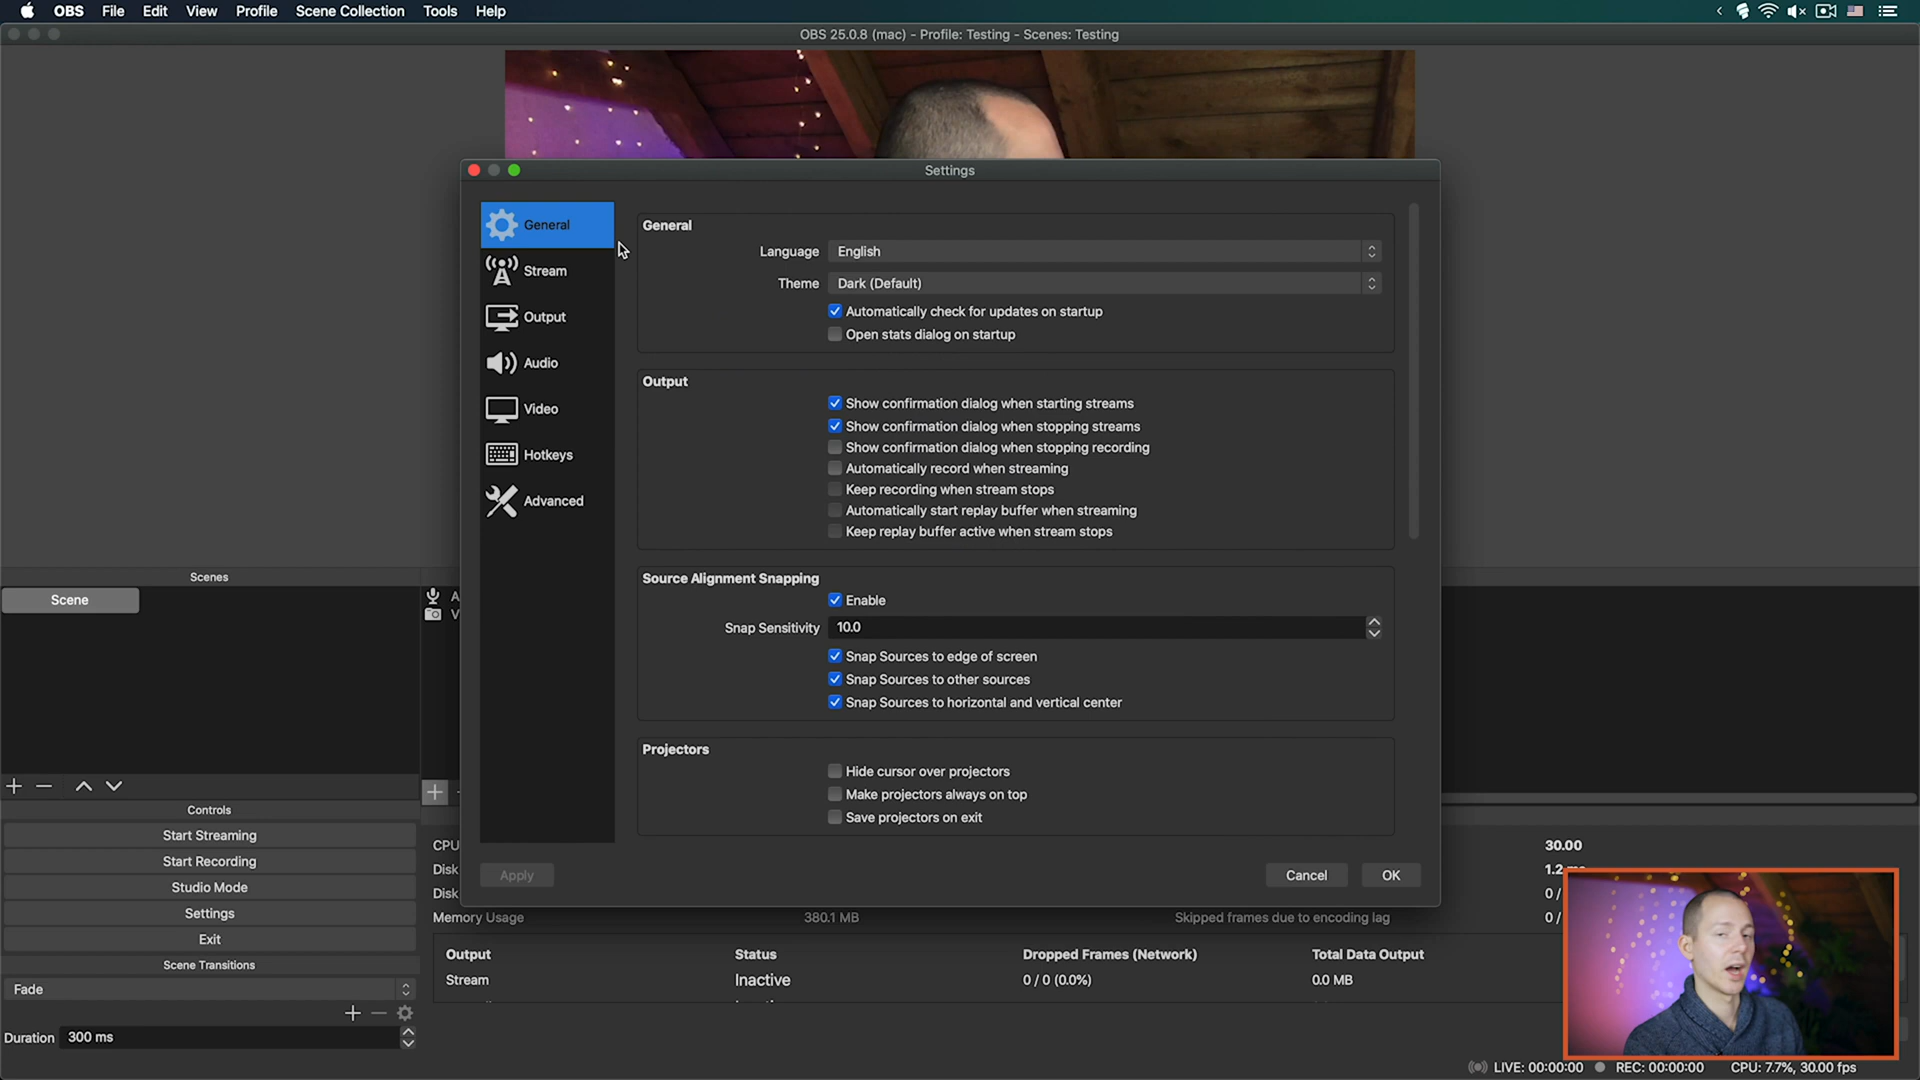 OBS File Edit View Profile Scene Collection Tools Help
OBS 25.0.8 (mac) - Profile: Testing - Scenes: Testing
Settings
General
Stream
Output
Audio
Video
Hotkeys
Advanced
General
Language English
Theme Dark (Default)
Automatically check for updates on startup
Open stats dialog on startup
Output
Show confirmation dialog when starting streams
Show confirmation dialog when stopping streams
Show confirmation dialog when stopping recording
Automatically record when streaming
Keep recording when stream stops
Automatically start replay buffer when streaming
Keep replay buffer active when stream stops
Source Alignment Snapping
Enable
Snap Sensitivity 10.0
Snap Sources to edge of screen
Snap Sources to other sources
Snap Sources to horizontal and vertical center
Projectors
Hide cursor over projectors
Make projectors always on top
Save projectors on exit
Apply Cancel OK
Scenes
Scene
A
V
Controls
Start Streaming
Start Recording
Studio Mode
Settings
Exit
Scene Transitions
Fade
Duration 300 ms
CPU 30.00
Disk 1.2
Disk 0 /
Memory Usage 380.1 MB Skipped frames due to encoding lag 0 /
Output Status Dropped Frames (Network) Total Data Output
Stream Inactive 0 / 0 (0.0%) 0.0 MB
LIVE: 00:00:00 REC: 00:00:00 CPU: 7.7%, 30.00 fps